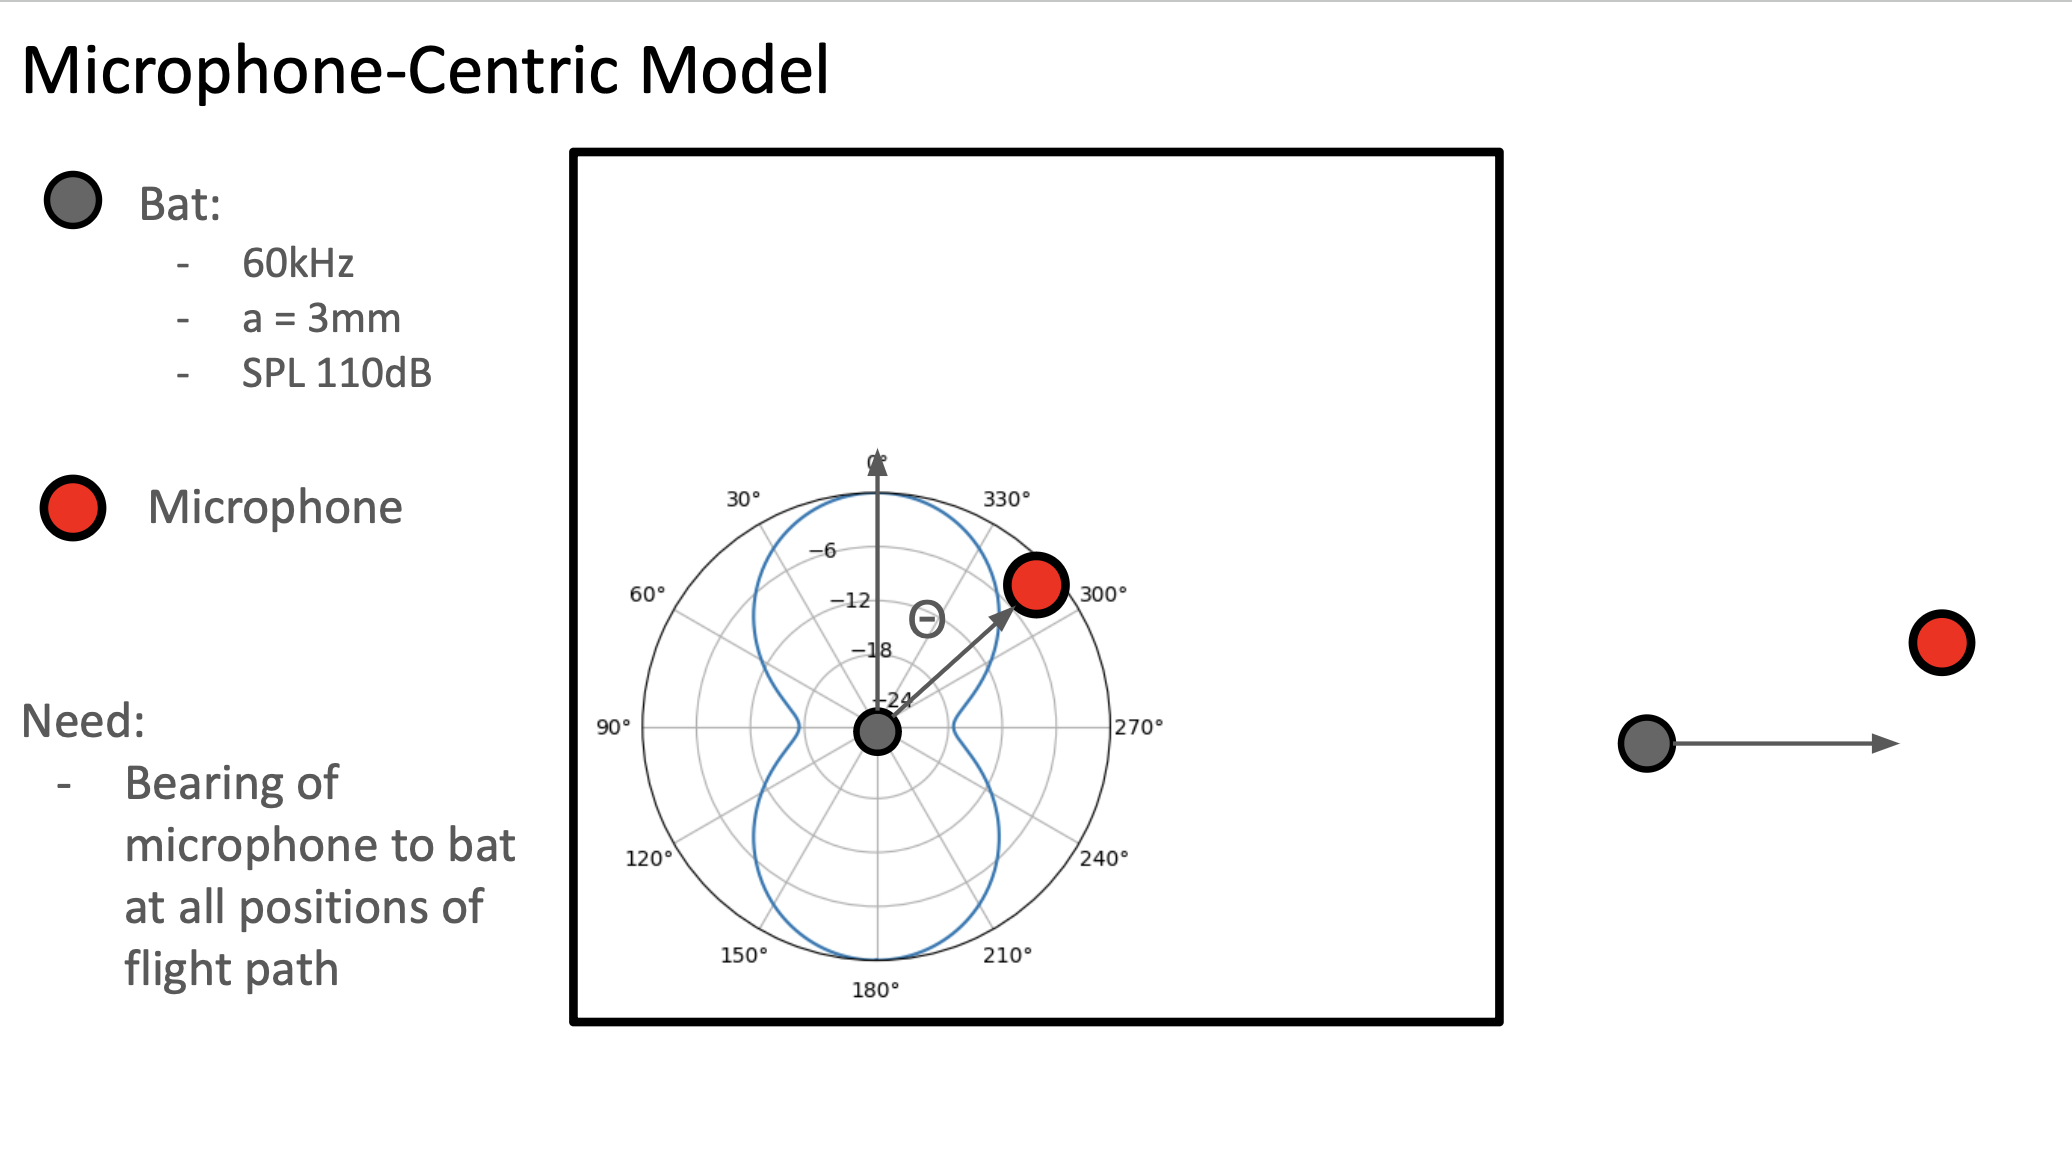 Microphone-Centric Model
Bat:
- 60kHz
- a = 3mm
- SPL 110dB
Microphone
Need:
- Bearing of
microphone to bat
at all positions of
flight path
0°
30°
330°
−6
60°
−12
300°
Θ
−18
−24
90°
270°
120°
240°
150°
210°
180°